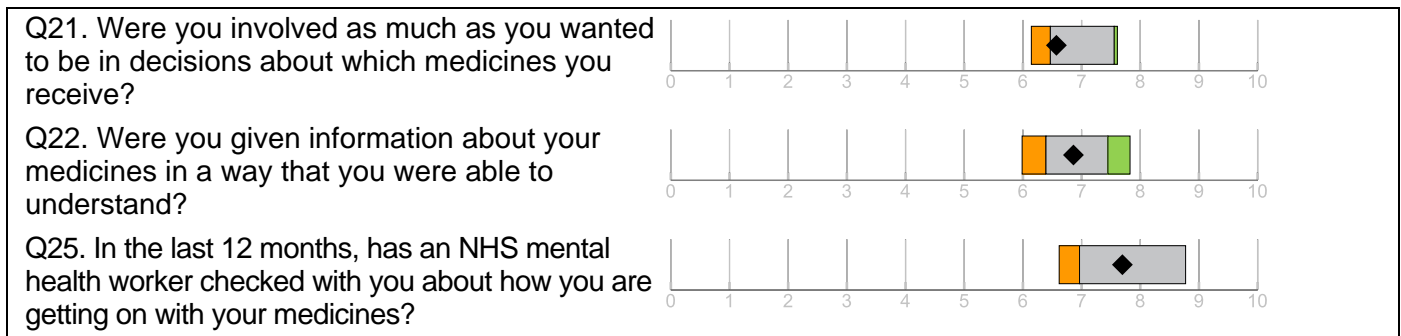 Q21. Were you involved as much as you wanted
to be in decisions about which medicines you
receive?
0 1 2 3 4 5 6 7 8 9 10
Q22. Were you given information about your
medicines in a way that you were able to
understand?
0 1 2 3 4 5 6 7 8 9 10
Q25. In the last 12 months, has an NHS mental
health worker checked with you about how you are
getting on with your medicines?
0 1 2 3 4 5 6 7 8 9 10